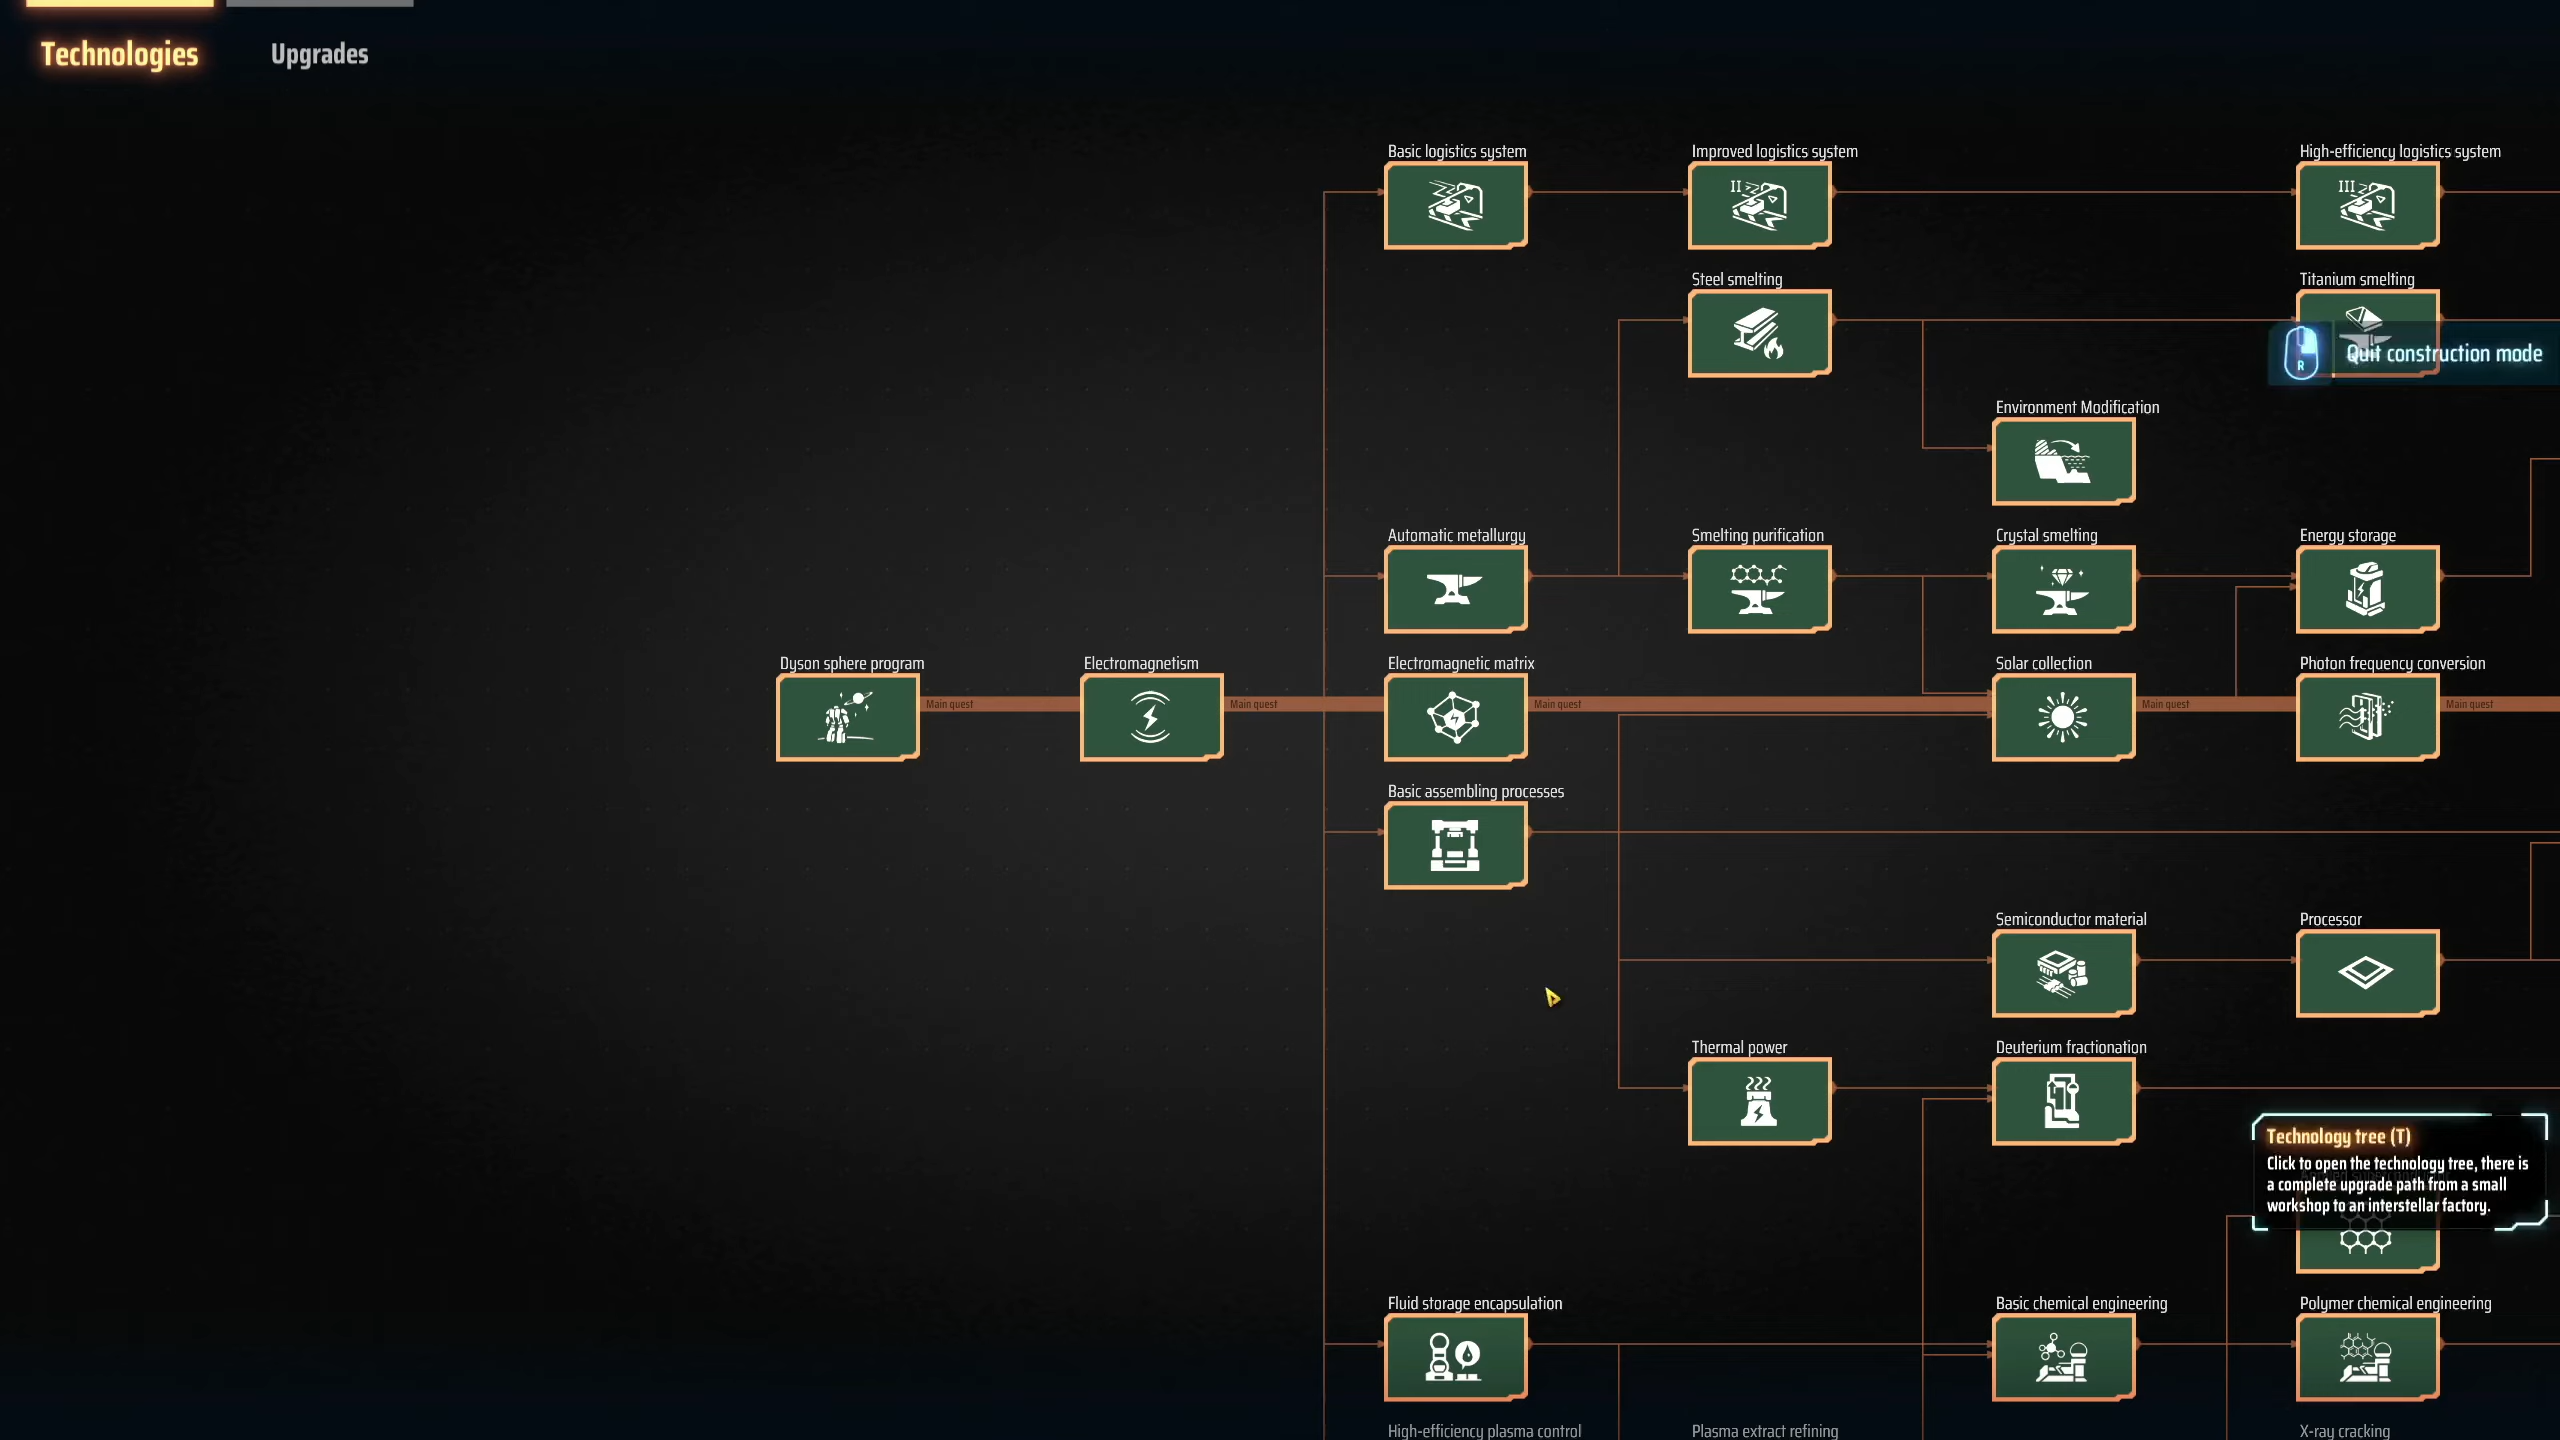 Technologies
Upgrades
Basic logistics system
Improved logistics system
High-efficiency logistics system
II
III
Steel smelting
Titanium smelting
R
Quit construction mode
Environment Modification
Automatic metallurgy
Smelting purification
Crystal smelting
Energy storage
Dyson sphere program
Electromagnetism
Electromagnetic matrix
Solar collection
Photon frequency conversion
Main quest
Main quest
Main quest
Main quest
Main quest
Basic assembling processes
Semiconductor material
Processor
Thermal power
Deuterium fractionation
Technology tree (T)
Click to open the technology tree, there is
a complete upgrade path from a small
workshop to an interstellar factory.
Fluid storage encapsulation
Basic chemical engineering
Polymer chemical engineering
High-efficiency plasma control
Plasma extract refining
X-ray cracking